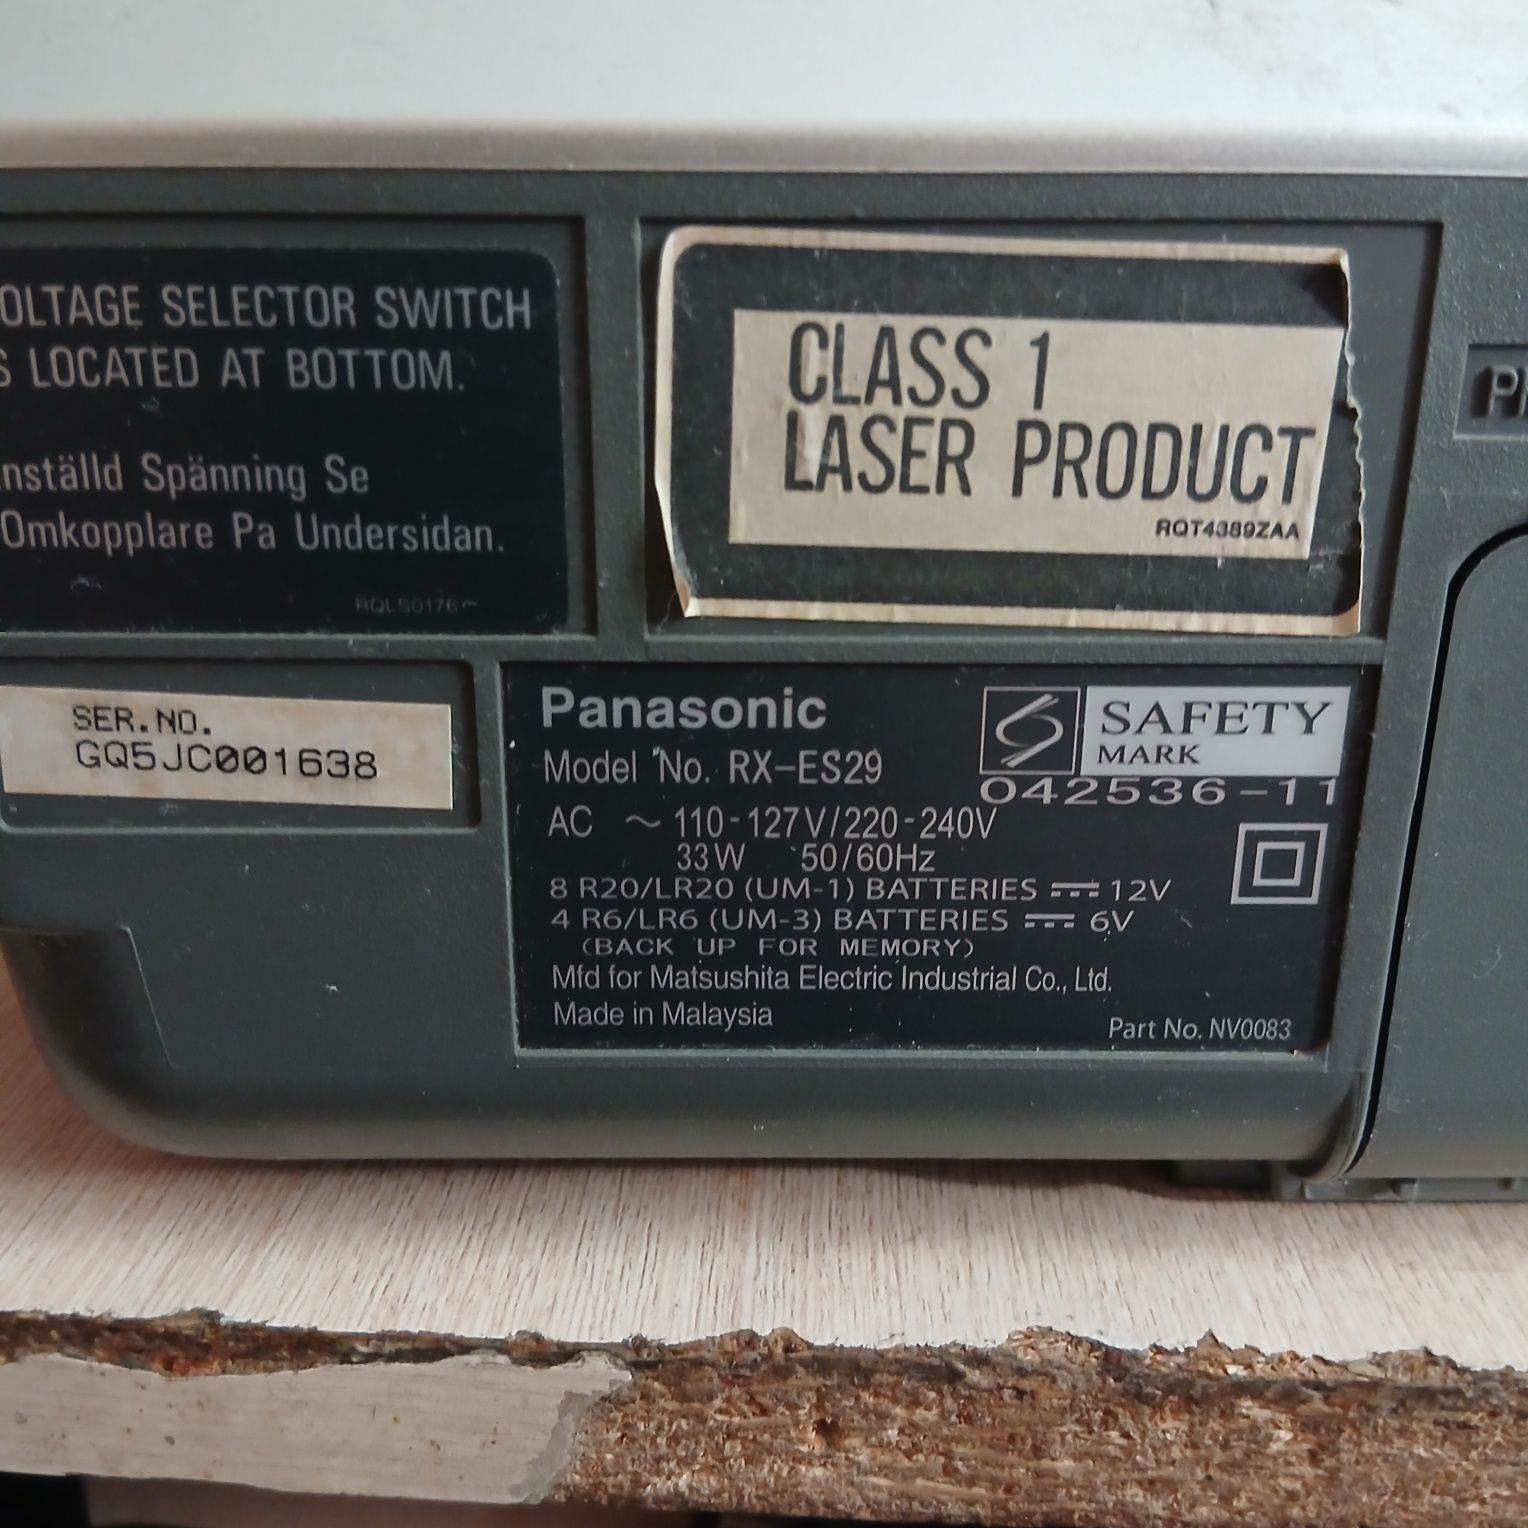 OLTAGE SELECTOR SWITCH
S LOCATED AT BOTTOM.
nställd Spänning Se
Omkopplare Pa Undersidan.
RQLS0176
CLASS 1
LASER PRODUCT
RQT4389ZAA
SER.NO.
GQ5JC001638
Panasonic
Model No. RX-ES29
SAFETY
MARK
042536-11
AC ~ 110-127V/220-240V
33W 50/60Hz
8 R20/LR20 (UM-1) BATTERIES ⎓ 12V
4 R6/LR6 (UM-3) BATTERIES ⎓ 6V
(BACK UP FOR MEMORY)
Mfd for Matsushita Electric Industrial Co., Ltd.
Made in Malaysia
Part No. NV0083